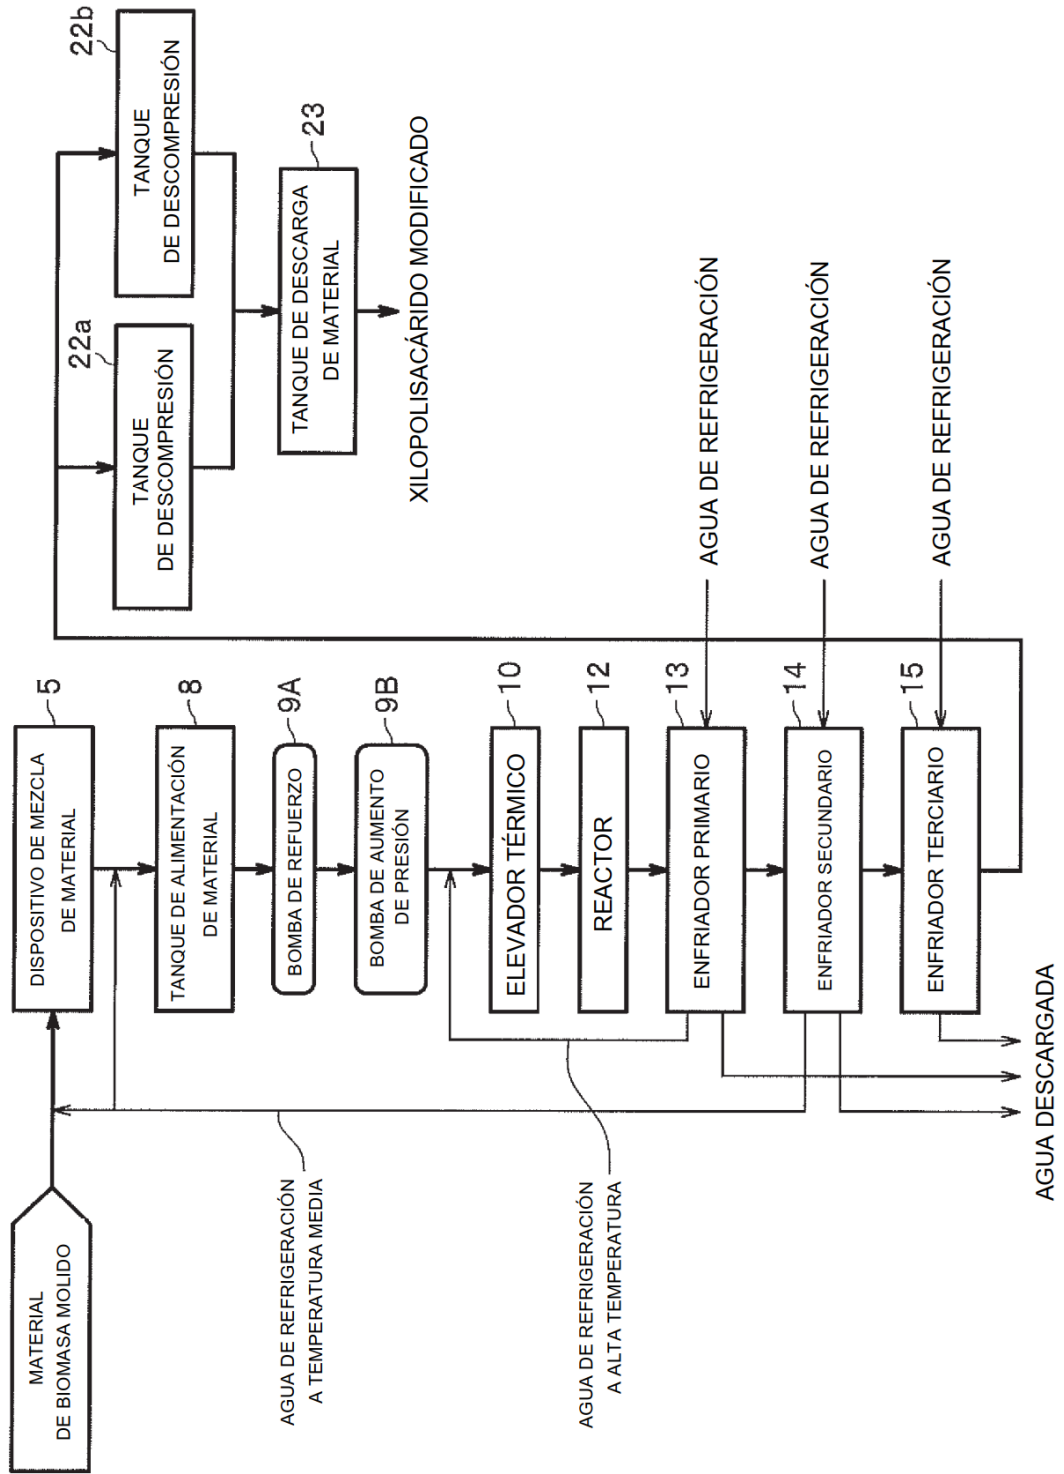 MATERIAL
DE BIOMASA MOLIDO
DISPOSITIVO DE MEZCLA
DE MATERIAL
5
TANQUE DE ALIMENTACIÓN
DE MATERIAL
8
BOMBA DE REFUERZO
9A
BOMBA DE AUMENTO
DE PRESIÓN
9B
ELEVADOR TÉRMICO
10
REACTOR
12
ENFRIADOR PRIMARIO
13
ENFRIADOR SECUNDARIO
14
ENFRIADOR TERCIARIO
15
AGUA DE REFRIGERACIÓN
A TEMPERATURA MEDIA
AGUA DE REFRIGERACIÓN
A ALTA TEMPERATURA
AGUA DESCARGADA
AGUA DE REFRIGERACIÓN
AGUA DE REFRIGERACIÓN
AGUA DE REFRIGERACIÓN
TANQUE
DE DESCOMPRESIÓN
22a
TANQUE
DE DESCOMPRESIÓN
22b
TANQUE DE DESCARGA
DE MATERIAL
23
XILOPOLISACÁRIDO MODIFICADO